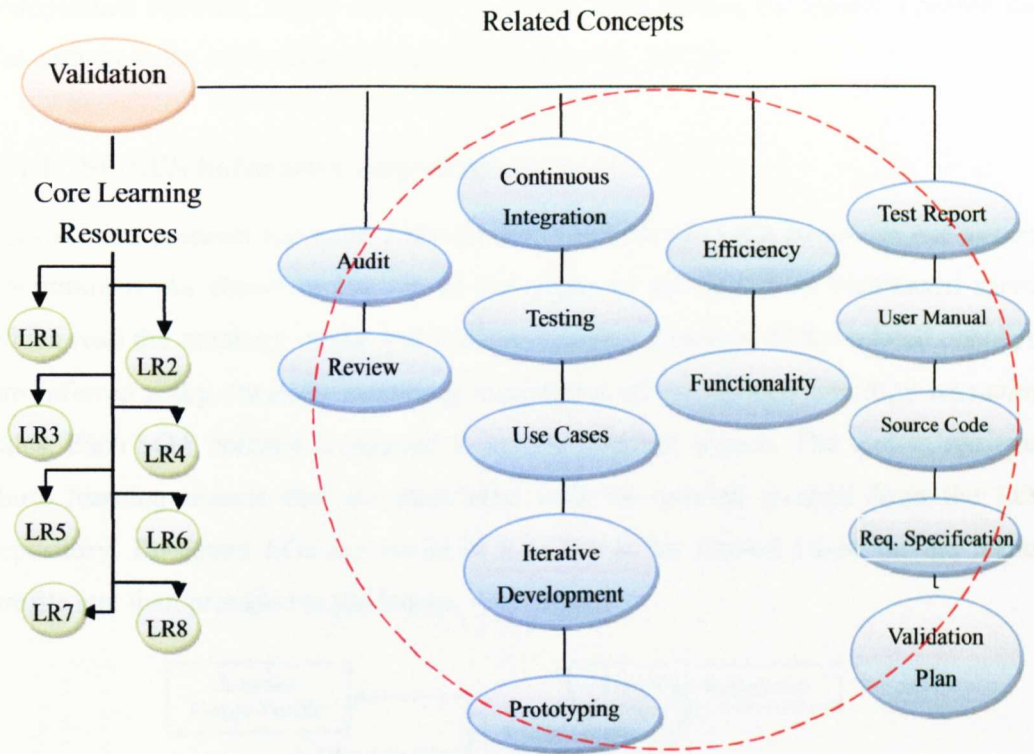 Related Concepts
Validation
Core Learning
Resources
LR1
LR2
LR3
LR4
LR5
LR6
LR7
LR8
Audit
Review
Continuous
Integration
Testing
Use Cases
Iterative
Development
Prototyping
Efficiency
Functionality
Test Report
User Manual
Source Code
Req. Specification
t
Validation
Plan